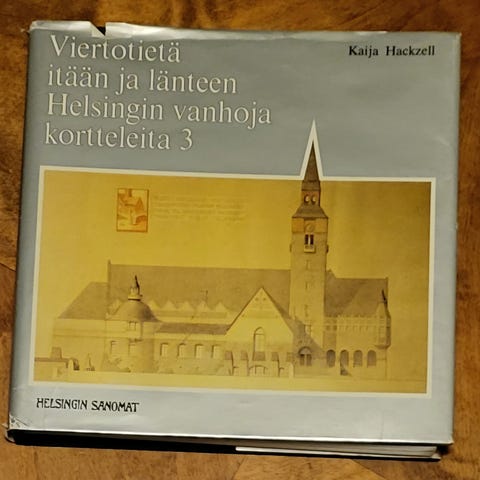 Viertotietä
itään ja länteen
Helsingin vanhoja
kortteleita 3
Kaija Hackzell
HELSINGIN SANOMAT